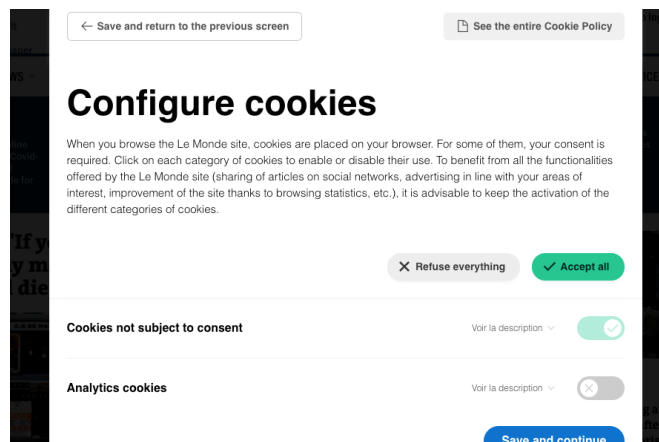 Save and return to the previous screen
See the entire Cookie Policy
Configure cookies
When you browse the Le Monde site, cookies are placed on your browser. For some of them, your consent is
required. Click on each category of cookies to enable or disable their use. To benefit from all the functionalities
offered by the Le Monde site (sharing of articles on social networks, advertising in line with your areas of
interest, improvement of the site thanks to browsing statistics, etc.), it is advisable to keep the activation of the
different categories of cookies.
Refuse everything
Accept all
Cookies not subject to consent
Voir la description
Analytics cookies
Voir la description
Save and continue